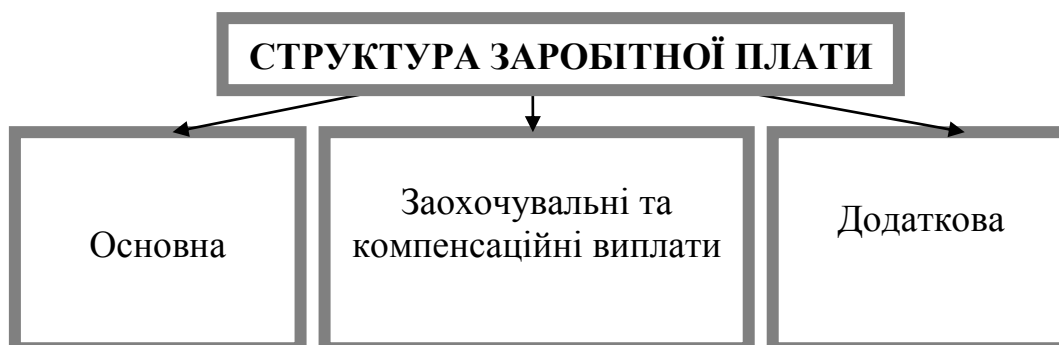 СТРУКТУРА ЗАРОБІТНОЇ ПЛАТИ
Основна
Заохочувальні та
компенсаційні виплати
Додаткова